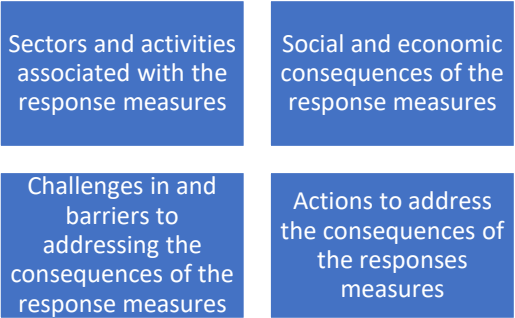 Sectors and activities
associated with the
response measures
Social and economic
consequences of the
response measures
Challenges in and
barriers to
addressing the
consequences of the
response measures
Actions to address
the consequences of
the responses
measures